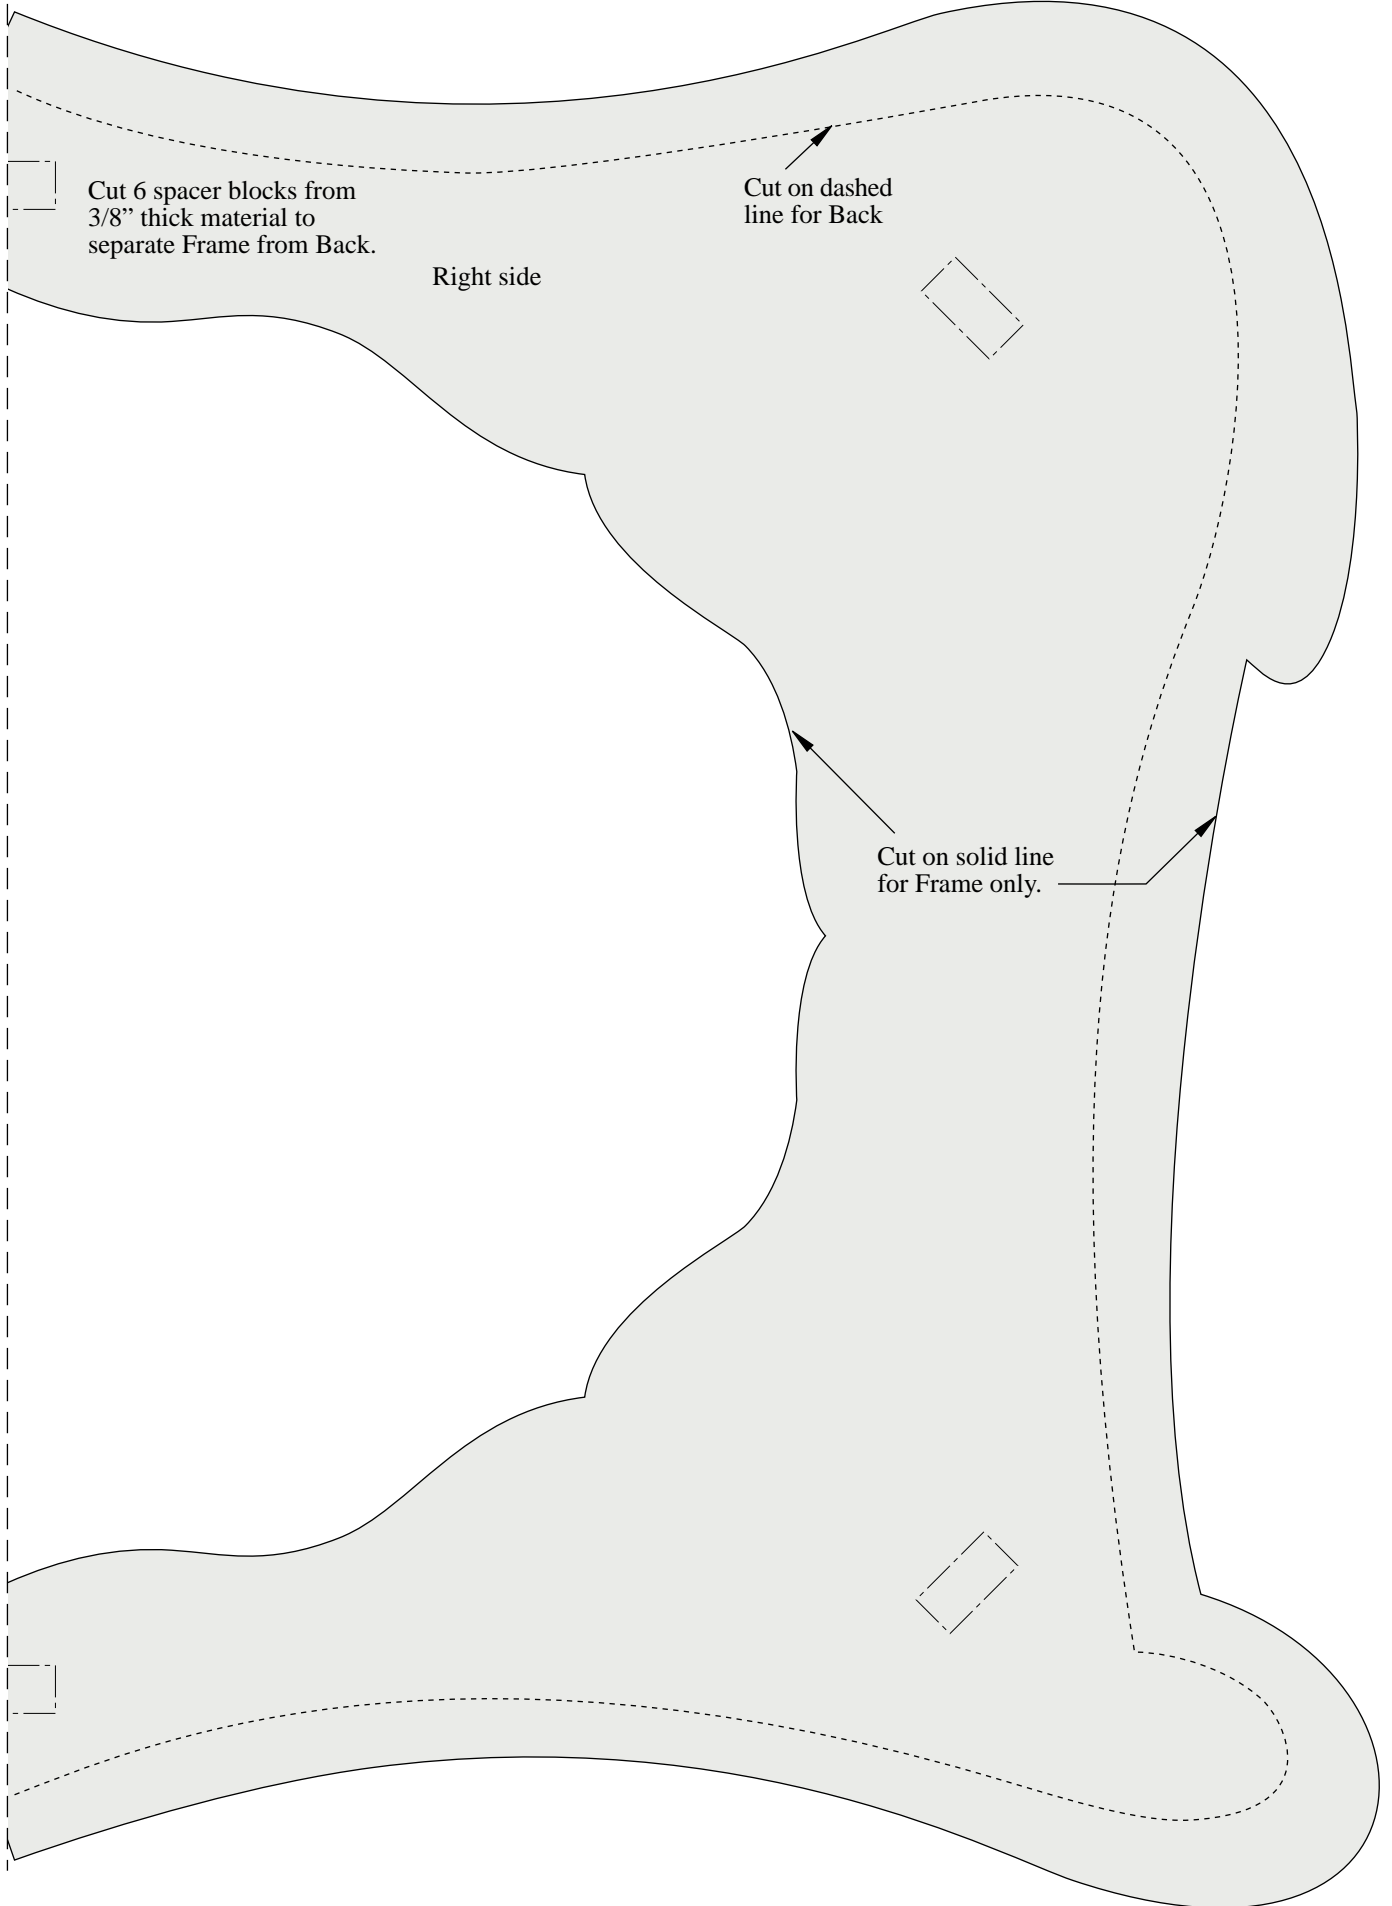 Cut 6 spacer blocks from
3/8” thick material to
separate Frame from Back.
Right side
Cut on dashed
line for Back
Cut on solid line
for Frame only.